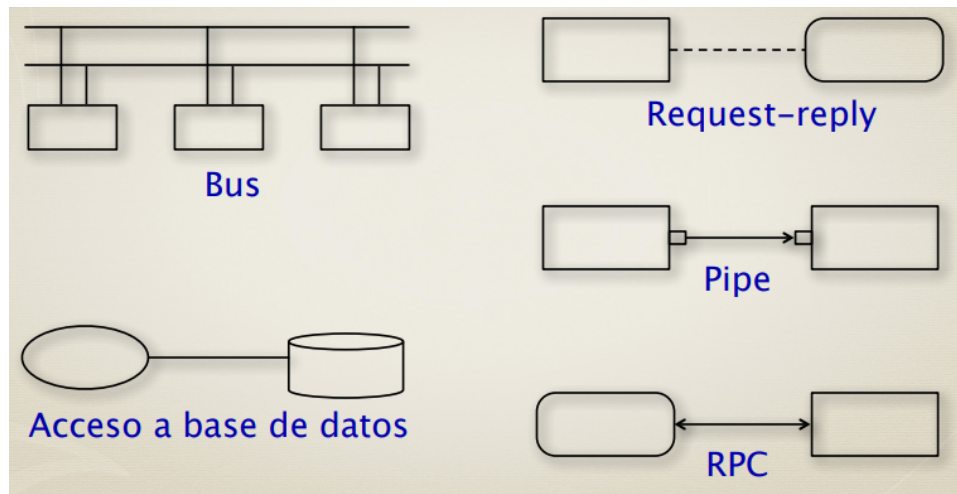 Bus
Acceso a base de datos
Request-reply
Pipe
RPC